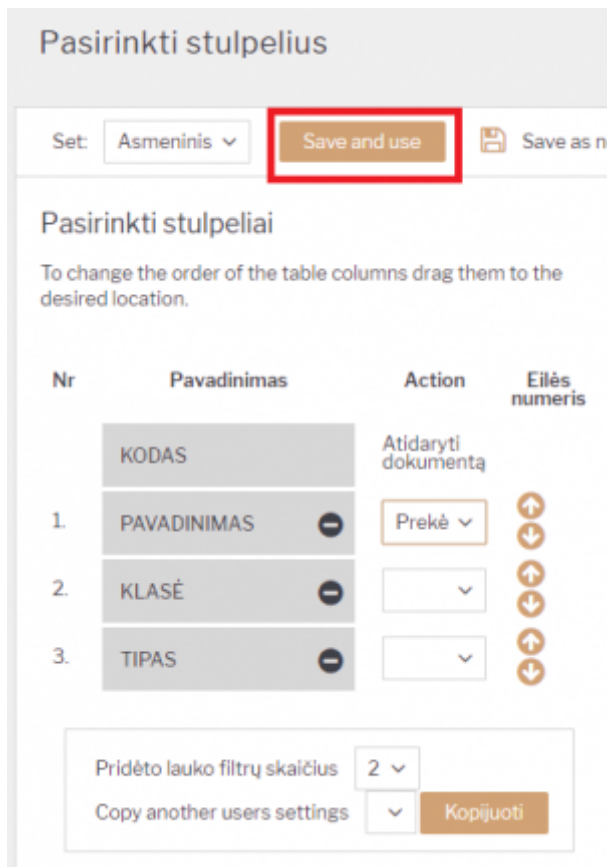 Pasirinkti stulpelius
Set: Asmeninis Save and use Save as n
Pasirinkti stulpeliai
To change the order of the table columns drag them to the
desired location.
Nr Pavadinimas Action Eilės
numeris
KODAS Atidaryti
dokumentą
1. PAVADINIMAS Prekė
2. KLASĖ
3. TIPAS
Pridėto lauko filtrų skaičius 2
Copy another users settings Kopijuoti